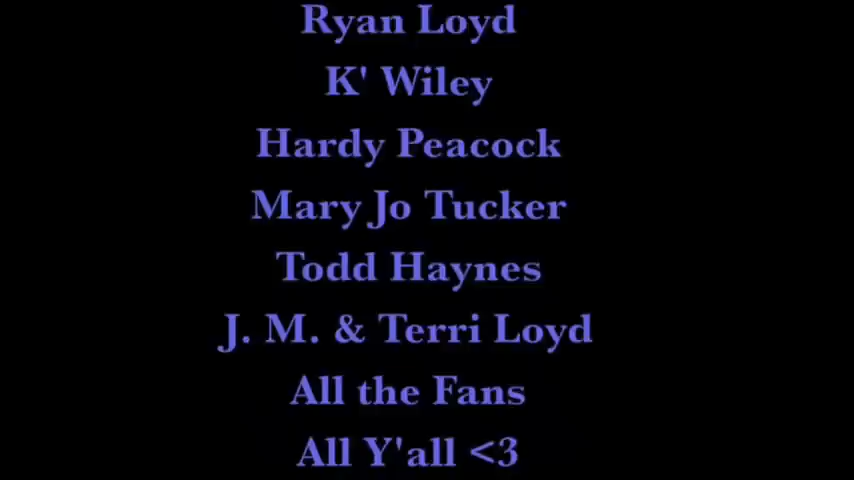 Ryan Loyd
K' Wiley
Hardy Peacock
Mary Jo Tucker
Todd Haynes
J. M. & Terri Loyd
All the Fans
All Y'all <3